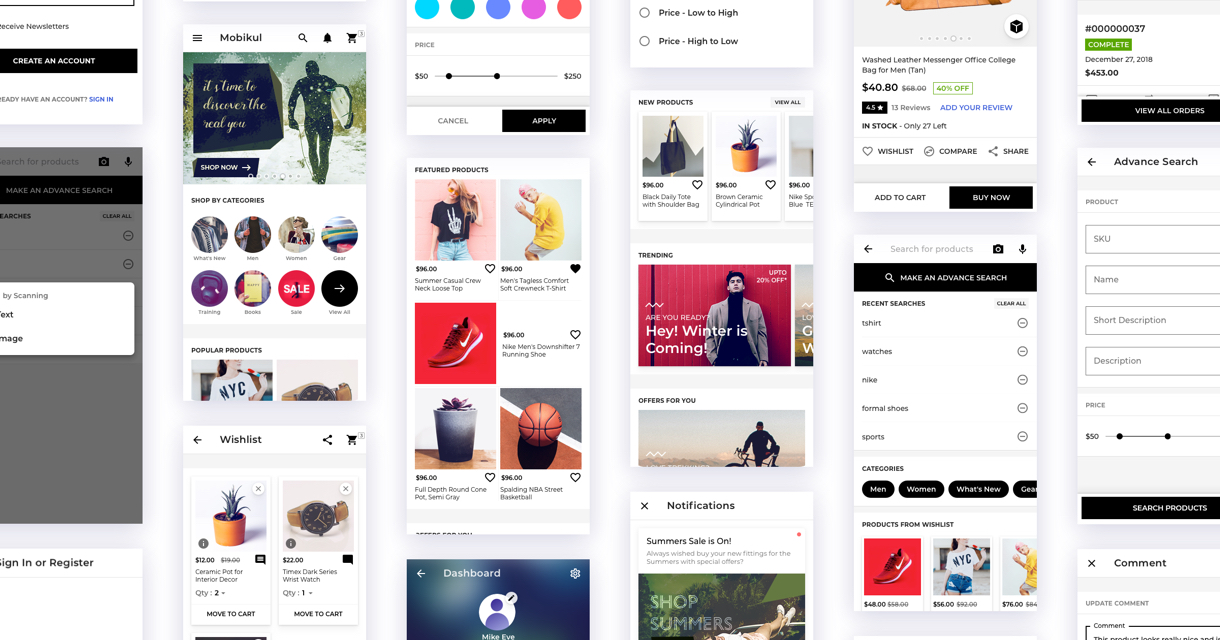 Receive Newsletters
CREATE AN ACCOUNT
READY HAVE AN ACCOUNT? SIGN IN
Search for products
MAKE AN ADVANCE SEARCH
SEARCHES
CLEAR ALL
by Scanning
Text
Image
Sign In or Register
Mobikul
3
it's time to
discover the
real you
SHOP NOW
SHOP BY CATEGORIES
What's New
Men
Women
Gear
HAPPY
SALE
Training
Books
Sale
View All
POPULAR PRODUCTS
NYC
Wishlist
3
$12.00 $19.00
Ceramic Pot for
Interior Decor
Qty : 2
MOVE TO CART
$22.00
Timex Dark Series
Wrist Watch
Qty : 1
MOVE TO CART
PRICE
$50
$250
CANCEL
APPLY
FEATURED PRODUCTS
$96.00
Summer Casual Crew
Neck Loose Top
$96.00
Men's Tagless Comfort
Soft Crewneck T-Shirt
$96.00
Nike Men's Downshifter 7
Running Shoe
$96.00
Full Depth Round Cone
Pot, Semi Gray
$96.00
Spalding NBA Street
Basketball
OFFERS FOR YOU
Dashboard
Mike Eye
Price - Low to High
Price - High to Low
NEW PRODUCTS
VIEW ALL
$96.00
Black Daily Tote
with Shoulder Bag
$96.00
Brown Ceramic
Cylindrical Pot
$96.00
Nike Sp
Blue TE
TRENDING
UPTO
20% OFF*
ARE YOU READY?
Hey! Winter is
Coming!
LO
G
W
OFFERS FOR YOU
Notifications
Summers Sale is On!
Always wished buy your new fittings for the
Summers with special offers?
SHOP
SUMMERS
Washed Leather Messenger Office College
Bag for Men (Tan)
$40.80 $68.00 40% OFF
4.5 ★ 13 Reviews ADD YOUR REVIEW
IN STOCK - Only 27 Left
WISHLIST
COMPARE
SHARE
ADD TO CART
BUY NOW
Search for products
MAKE AN ADVANCE SEARCH
RECENT SEARCHES
CLEAR ALL
tshirt
watches
nike
formal shoes
sports
CATEGORIES
Men
Women
What's New
Gear
PRODUCTS FROM WISHLIST
NYC
$48.00 $58.00
$56.00 $92.00
$76.00 $84
#000000037
COMPLETE
December 27, 2018
$453.00
VIEW ALL ORDERS
Advance Search
PRODUCT
SKU
Name
Short Description
Description
PRICE
$50
SEARCH PRODUCTS
Comment
UPDATE COMMENT
Comment
This product looks really nice and